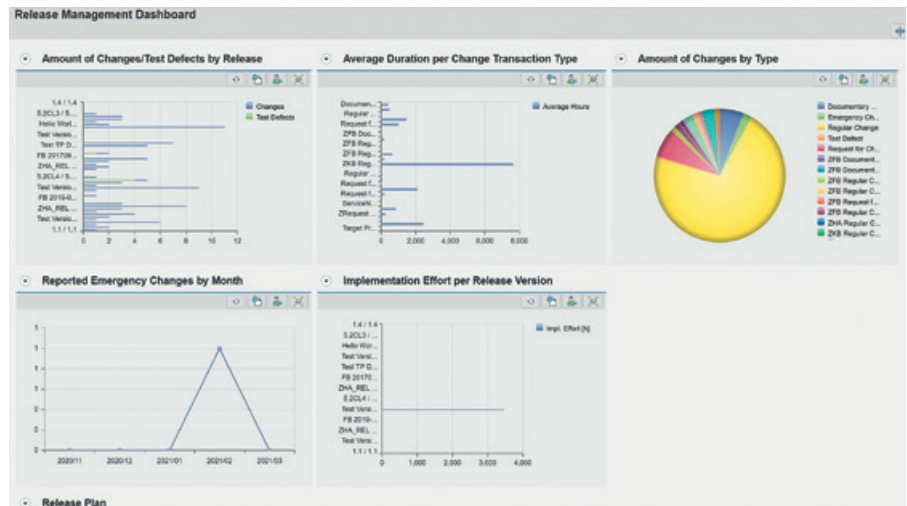 Release Management Dashboard
Amount of Changes/Test Defects by Release
1.4 / 1.4
5.2CL3 / 5...
Hello Worl...
Test Versio...
Test TP D...
FB 201709...
ZHA_REL ...
5.2CL4 / 5...
Test Versio...
FB 2019-0...
ZHA_REL ...
Test Versio...
1.1 / 1.1
0 2 4 6 8 10 12
Changes
Test Defects
Average Duration per Change Transaction Type
Documen...
Regular ...
Request f...
ZFB Doc...
ZFB Reg...
ZFB Reg...
ZKB Reg...
Regular ...
Request f...
Request f...
ServiceN...
ZRequest ...
Target Pr...
0 2,000 4,000 6,000 8,000
Average Hours
Amount of Changes by Type
Documentary ...
Emergency Ch...
Regular Change
Test Defect
Request for Ch...
ZFB Document...
ZFB Document...
ZFB Regular C...
ZFB Regular C...
ZFB Request f...
ZFB Regular C...
ZHA Regular C...
ZKB Regular C...
Reported Emergency Changes by Month
1
1
1
1
0
0
0
2020/11 2020/12 2021/01 2021/02 2021/03
Implementation Effort per Release Version
1.4 / 1.4
5.2CL3 / ...
Hello Wor...
Test Versi...
Test TP D...
FB 20170...
ZHA_REL ...
5.2CL4 / ...
Test Versi...
FB 2019-...
ZHA_REL ...
Test Versi...
1.1 / 1.1
0 1,000 2,000 3,000 4,000
Impl. Effort [h]
Release Plan